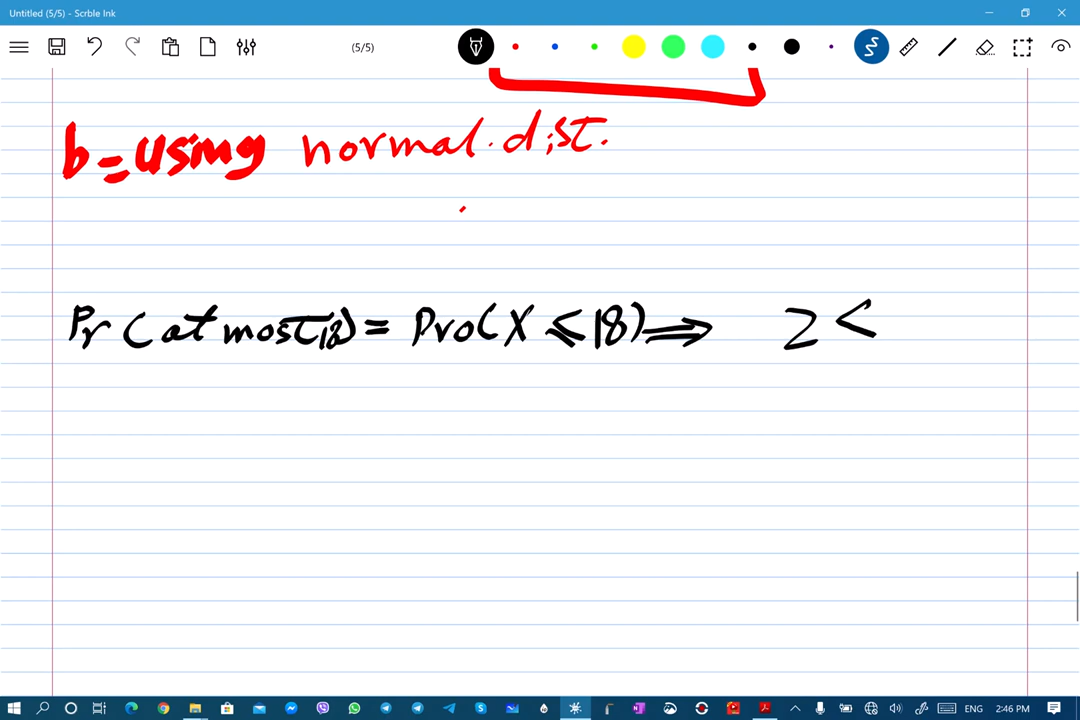 Untitled (5/5) - Scrble Ink
(5/5)
b= using normal. dist.
Pr (at most 18) = Pro(X ≤ 18) ⇒ Z <
ENG 2:46 PM